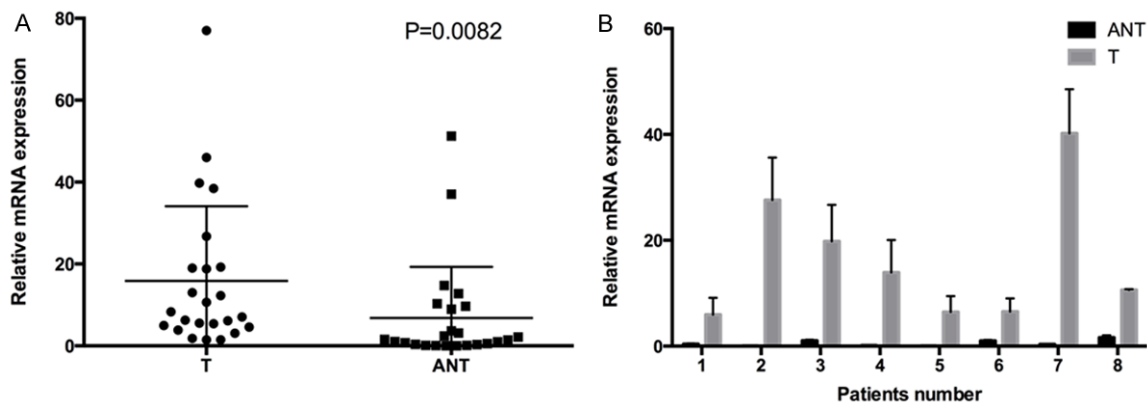 A
Relative mRNA expression
80
60
40
20
0
P=0.0082
T
ANT
B
Relative mRNA expression
60
40
20
0
ANT
T
1 2 3 4 5 6 7 8
Patients number